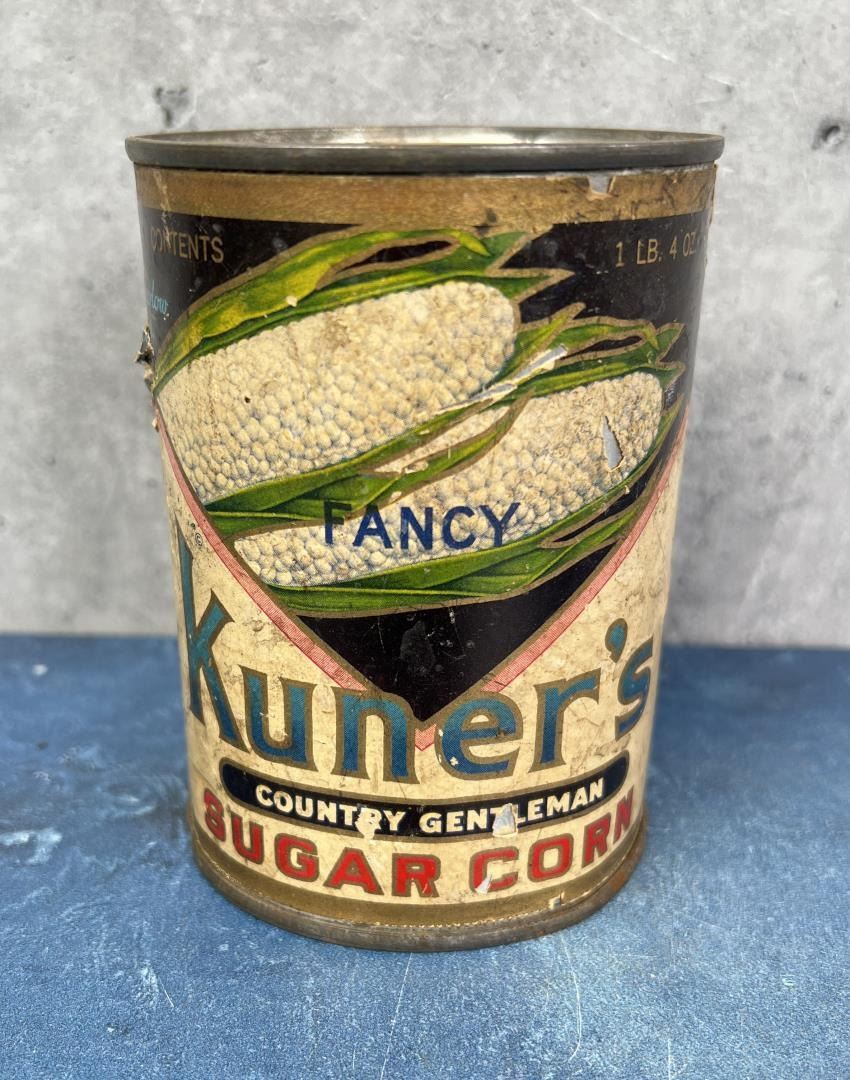 CONTENTS 1 LB. 4 OZ.
FANCY
Kuner's
COUNTRY GENTLEMAN
SUGAR CORN